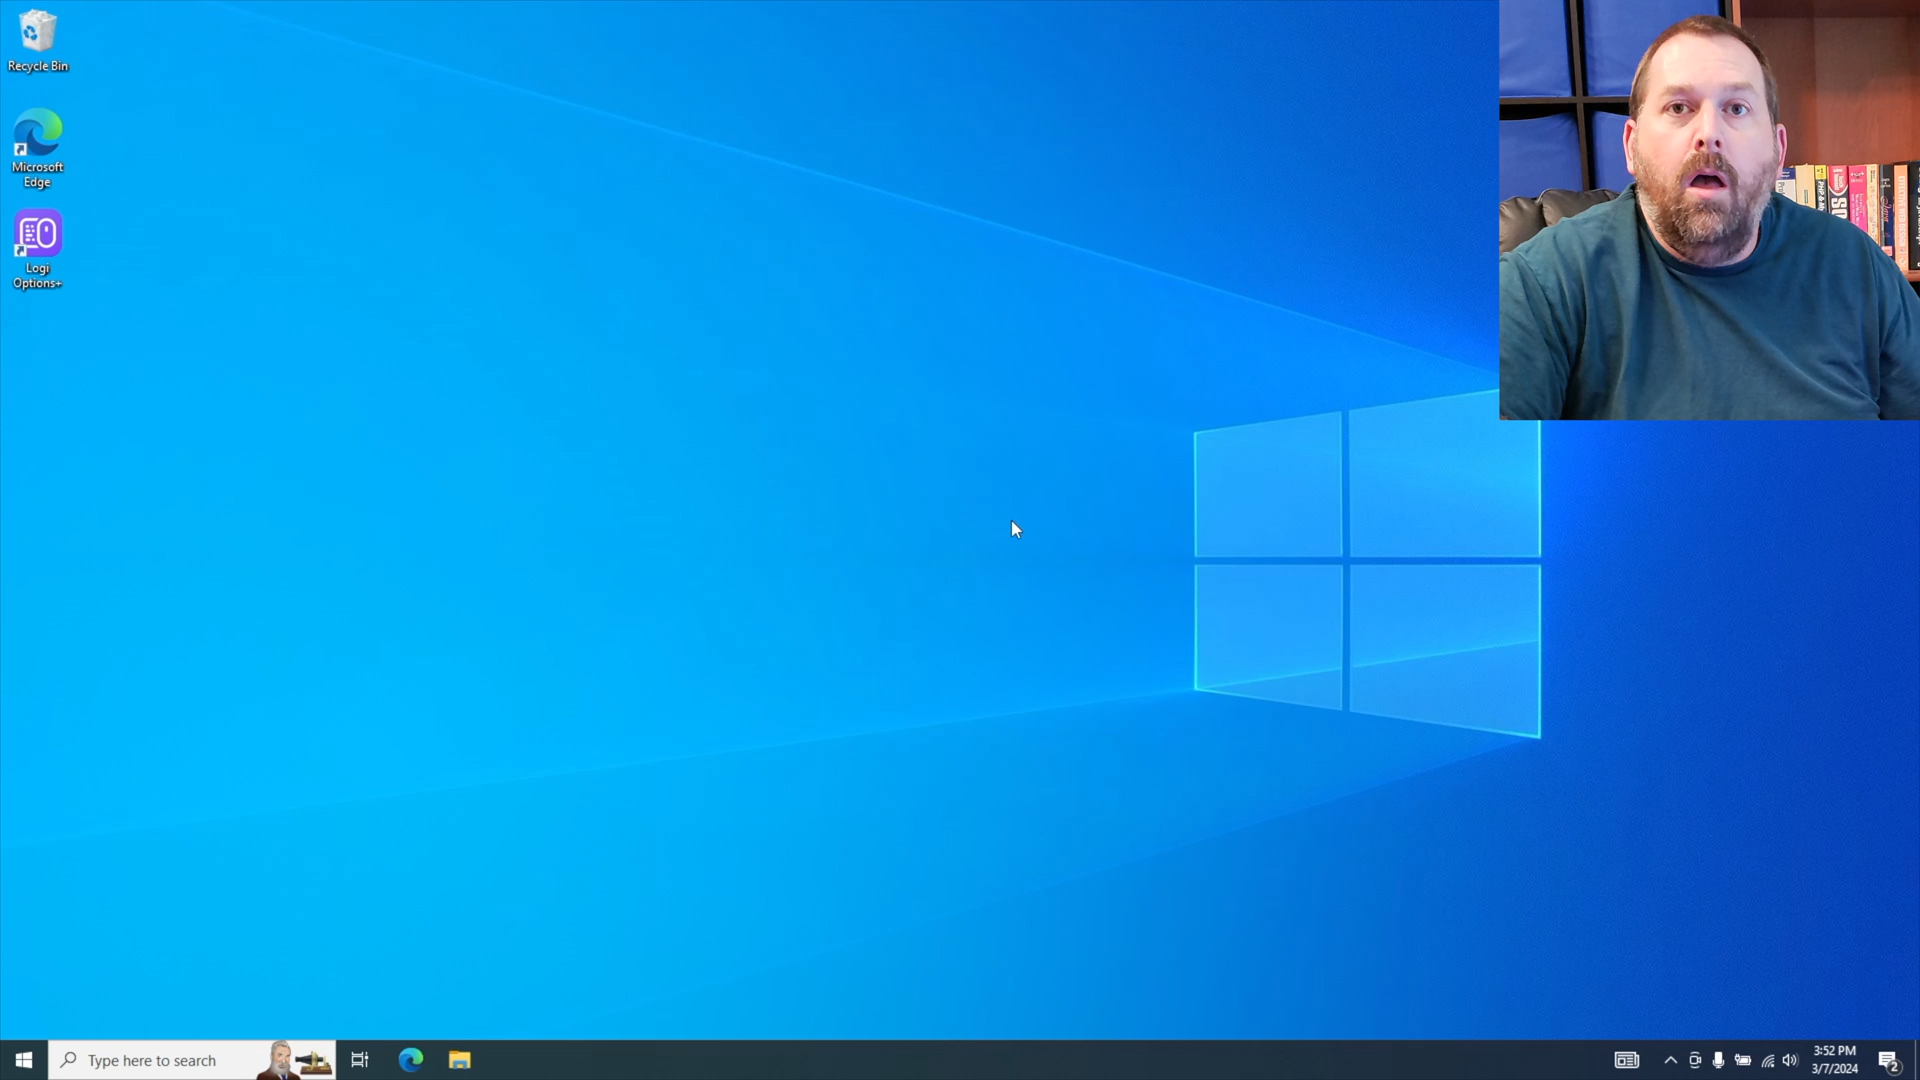 Recycle Bin
Microsoft
Edge
Logi
Options+
Type here to search
3:52 PM
3/7/2024
2